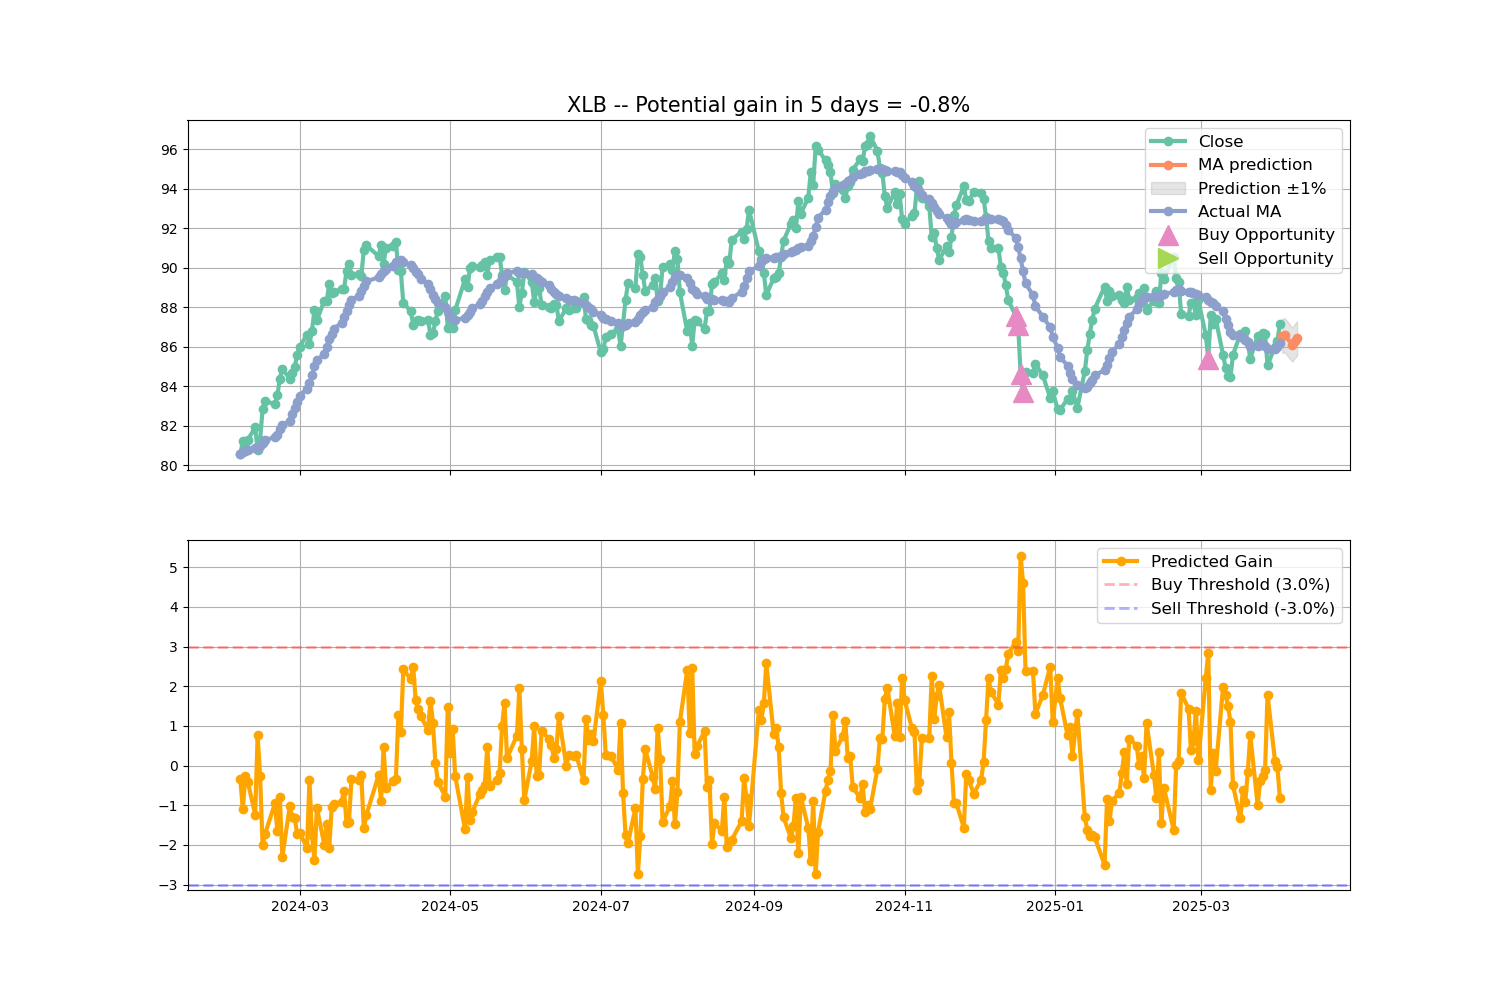 XLB -- Potential gain in 5 days = -0.8%
96
94
92
90
88
86
84
82
80
Close
MA prediction
Prediction ±1%
Actual MA
Buy Opportunity
Sell Opportunity
5
4
3
2
1
0
−1
−2
−3
Predicted Gain
Buy Threshold (3.0%)
Sell Threshold (-3.0%)
2024-03
2024-05
2024-07
2024-09
2024-11
2025-01
2025-03